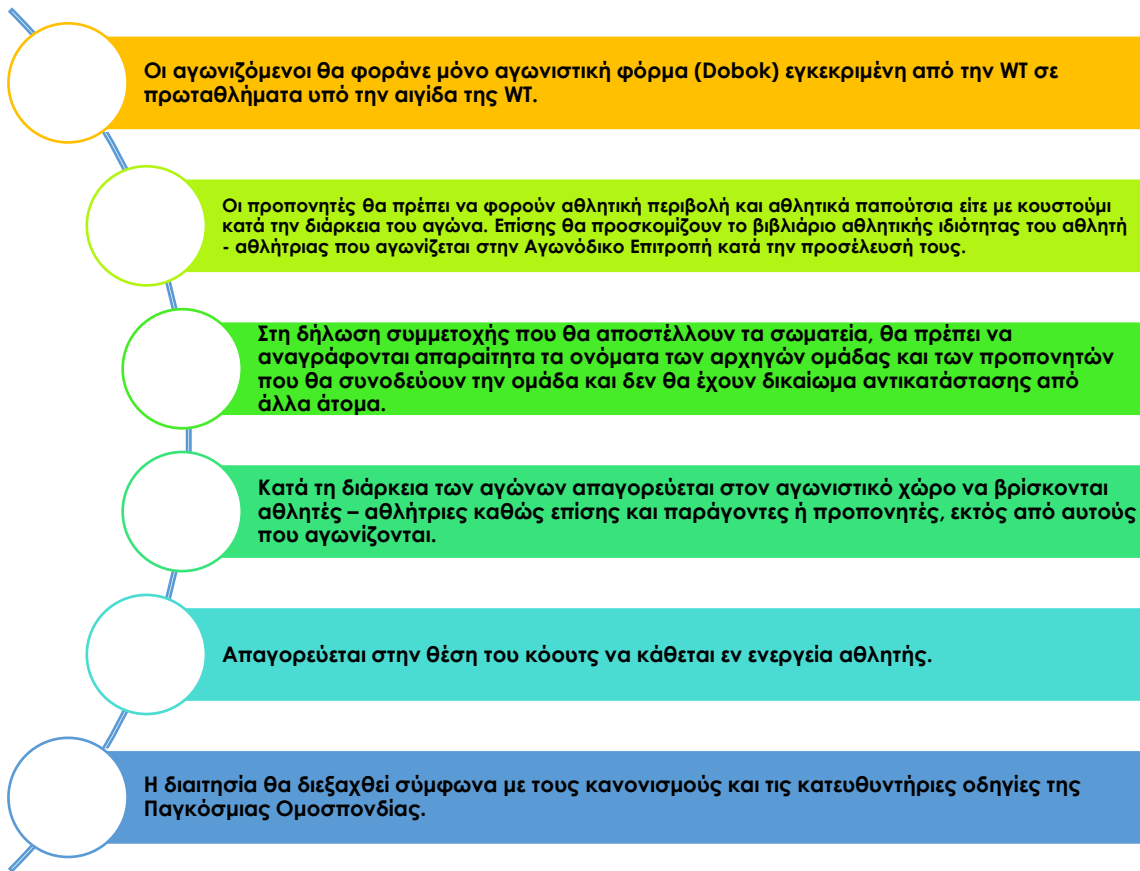 Οι αγωνιζόμενοι θα φοράνε μόνο αγωνιστική φόρμα (Dobok) εγκεκριμένη από την WT σε
πρωταθλήματα υπό την αιγίδα της WT.
Οι προπονητές θα πρέπει να φορούν αθλητική περιβολή και αθλητικά παπούτσια είτε με κουστούμι
κατά την διάρκεια του αγώνα. Επίσης θα προσκομίζουν το βιβλιάριο αθλητικής ιδιότητας του αθλητή
- αθλήτριας που αγωνίζεται στην Αγωνόδικο Επιτροπή κατά την προσέλευσή τους.
Στη δήλωση συμμετοχής που θα αποστέλλουν τα σωματεία, θα πρέπει να
αναγράφονται απαραίτητα τα ονόματα των αρχηγών ομάδας και των προπονητών
που θα συνοδεύουν την ομάδα και δεν θα έχουν δικαίωμα αντικατάστασης από
άλλα άτομα.
Κατά τη διάρκεια των αγώνων απαγορεύεται στον αγωνιστικό χώρο να βρίσκονται
αθλητές – αθλήτριες καθώς επίσης και παράγοντες ή προπονητές, εκτός από αυτούς
που αγωνίζονται.
Απαγορεύεται στην θέση του κόουτς να κάθεται εν ενεργεία αθλητής.
Η διαιτησία θα διεξαχθεί σύμφωνα με τους κανονισμούς και τις κατευθυντήριες οδηγίες της
Παγκόσμιας Ομοσπονδίας.